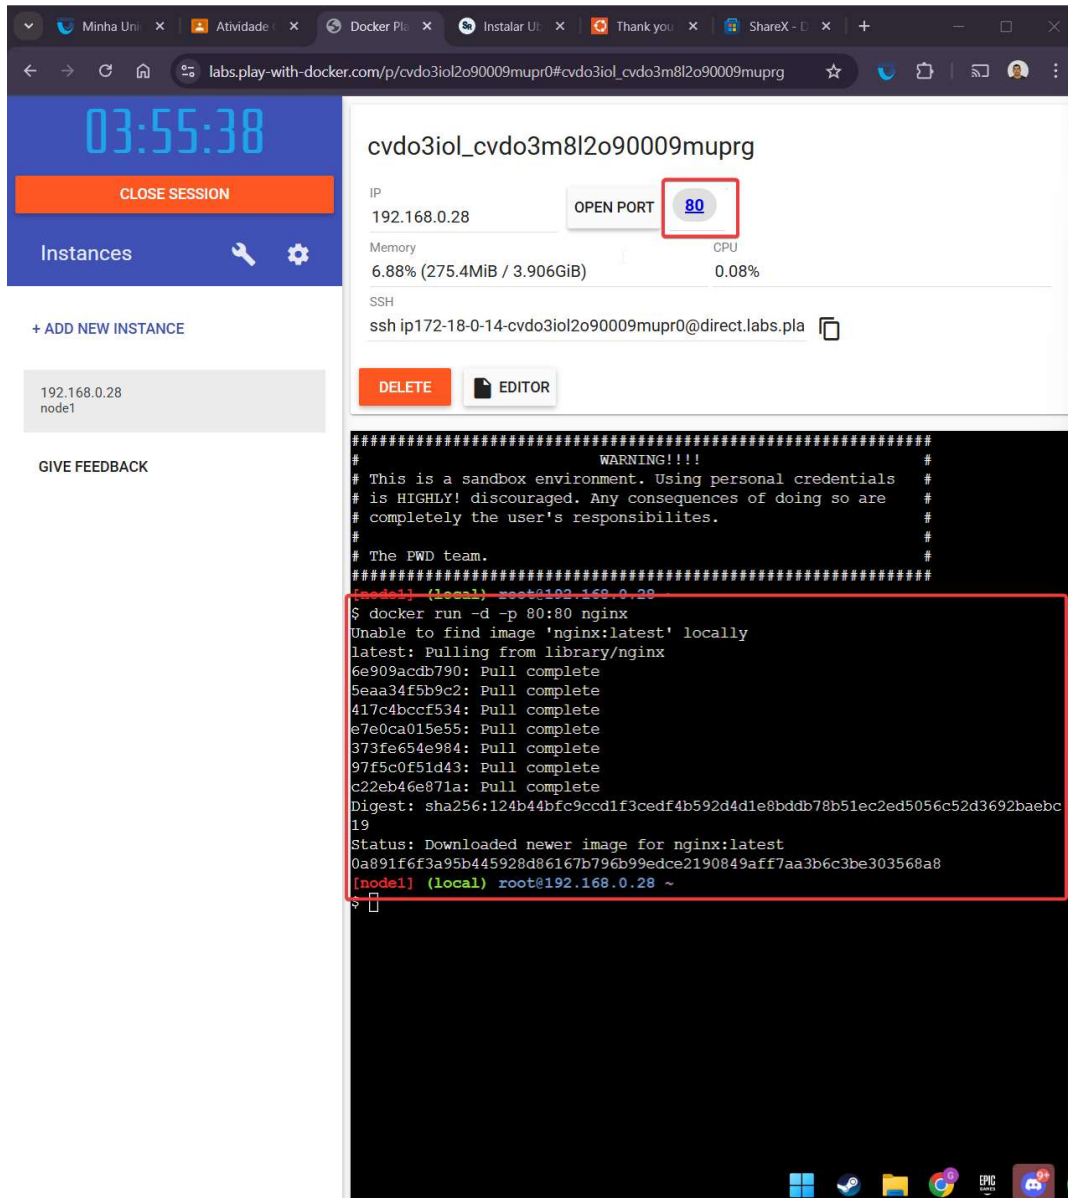 Minha Uni
Atividade
Docker Pla
Instalar Ub
Thank you
ShareX - D
labs.play-with-docker.com/p/cvdo3iol2o90009mupr0#cvdo3iol_cvdo3m8l2o90009muprg
03:55:38
CLOSE SESSION
Instances
+ ADD NEW INSTANCE
192.168.0.28
node1
GIVE FEEDBACK
cvdo3iol_cvdo3m8l2o90009muprg
IP
192.168.0.28
OPEN PORT
80
Memory
6.88% (275.4MiB / 3.906GiB)
CPU
0.08%
SSH
ssh ip172-18-0-14-cvdo3iol2o90009mupr0@direct.labs.pla
DELETE
EDITOR
###############################################################
# WARNING!!!! #
# This is a sandbox environment. Using personal credentials #
# is HIGHLY! discouraged. Any consequences of doing so are #
# completely the user's responsibilites. #
# #
# The PWD team. #
###############################################################
[node1] (local) root@192.168.0.28 ~
$ docker run -d -p 80:80 nginx
Unable to find image 'nginx:latest' locally
latest: Pulling from library/nginx
6e909acdb790: Pull complete
5eaa34f5b9c2: Pull complete
417c4bccf534: Pull complete
e7e0ca015e55: Pull complete
373fe654e984: Pull complete
97f5c0f51d43: Pull complete
c22eb46e871a: Pull complete
Digest: sha256:124b44bfc9ccd1f3cedf4b592d4d1e8bddb78b51ec2ed5056c52d3692baebc
19
Status: Downloaded newer image for nginx:latest
0a891f6f3a95b445928d86167b796b99edce2190849aff7aa3b6c3be303568a8
[node1] (local) root@192.168.0.28 ~
$
EPIC
GAMES
9+